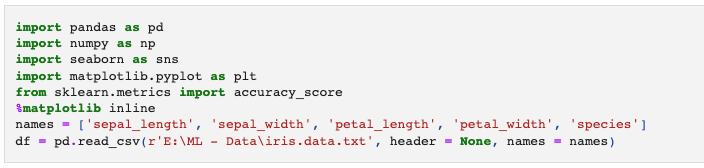 import pandas as pd
import numpy as np
import seaborn as sns
import matplotlib.pyplot as plt
from sklearn.metrics import accuracy_score
%matplotlib inline
names = ['sepal_length', 'sepal_width', 'petal_length', 'petal_width', 'species']
df = pd.read_csv(r'E:\ML - Data\iris.data.txt', header = None, names = names)